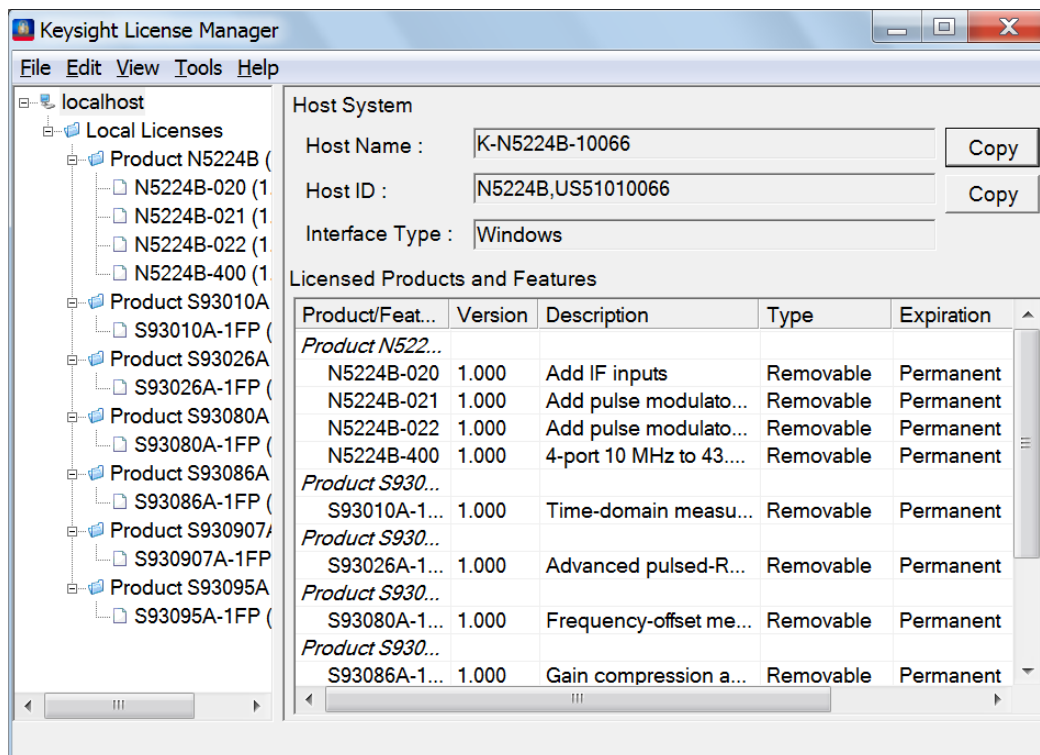 Keysight License Manager
File Edit View Tools Help
localhost
Local Licenses
Product N5224B (
N5224B-020 (1.
N5224B-021 (1.
N5224B-022 (1.
N5224B-400 (1.
Product S93010A
S93010A-1FP (
Product S93026A
S93026A-1FP (
Product S93080A
S93080A-1FP (
Product S93086A
S93086A-1FP (
Product S930907A
S930907A-1FP
Product S93095A
S93095A-1FP (
Host System
Host Name : K-N5224B-10066 Copy
Host ID : N5224B,US51010066 Copy
Interface Type : Windows
Licensed Products and Features
Product/Feat... Version Description Type Expiration
Product N522...
N5224B-020 1.000 Add IF inputs Removable Permanent
N5224B-021 1.000 Add pulse modulato... Removable Permanent
N5224B-022 1.000 Add pulse modulato... Removable Permanent
N5224B-400 1.000 4-port 10 MHz to 43.... Removable Permanent
Product S930...
S93010A-1... 1.000 Time-domain measu... Removable Permanent
Product S930...
S93026A-1... 1.000 Advanced pulsed-R... Removable Permanent
Product S930...
S93080A-1... 1.000 Frequency-offset me... Removable Permanent
Product S930...
S93086A-1... 1.000 Gain compression a... Removable Permanent